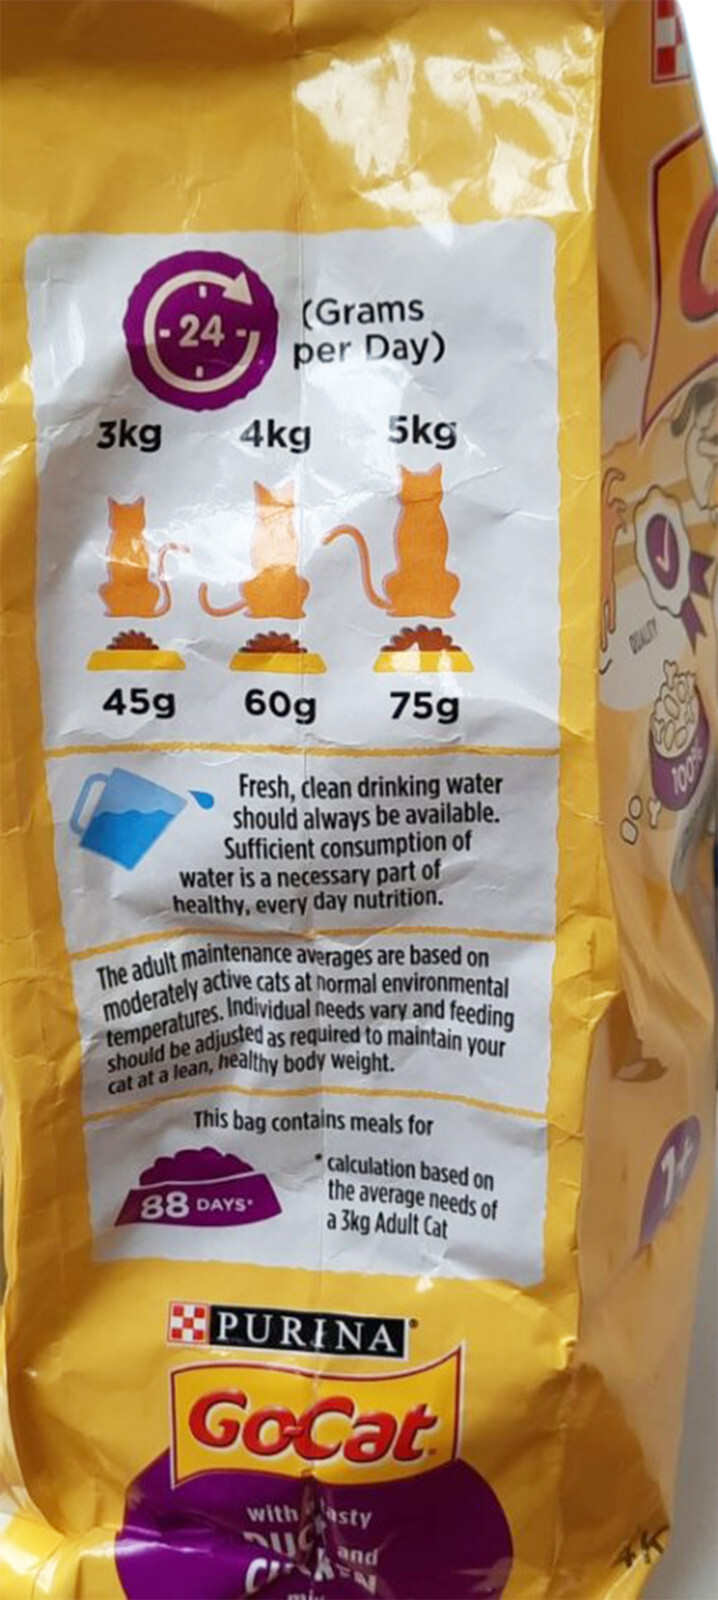 24
(Grams
per Day)
3kg 4kg 5kg
45g 60g 75g
Fresh, clean drinking water
should always be available.
Sufficient consumption of
water is a necessary part of
healthy, every day nutrition.
The adult maintenance averages are based on
moderately active cats at normal environmental
temperatures. Individual needs vary and feeding
should be adjusted as required to maintain your
cat at a lean, healthy body weight.
This bag contains meals for
88 DAYS*
*calculation based on
the average needs of
a 3kg Adult Cat
PURINA
GoCat
with
and
QUALITY
100%
1+